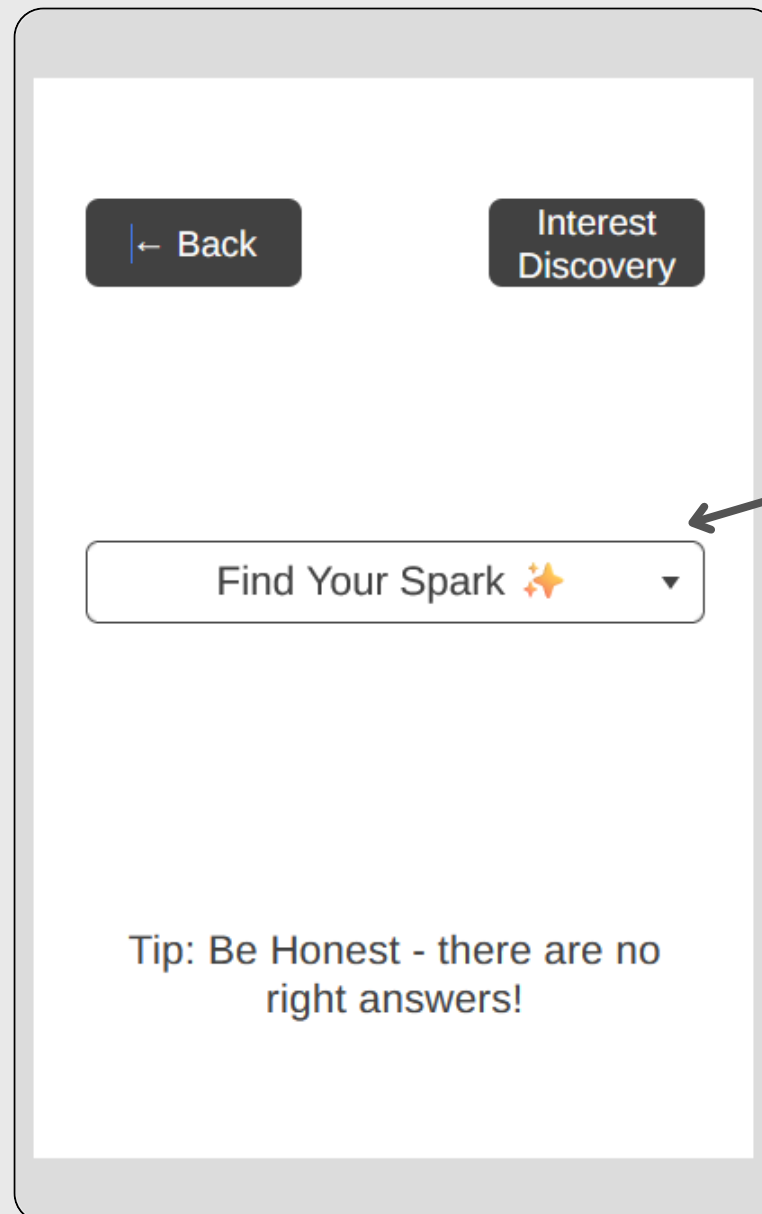 ← Back
Interest
Discovery
Find Your Spark ✨
Tip: Be Honest - there are no
right answers!